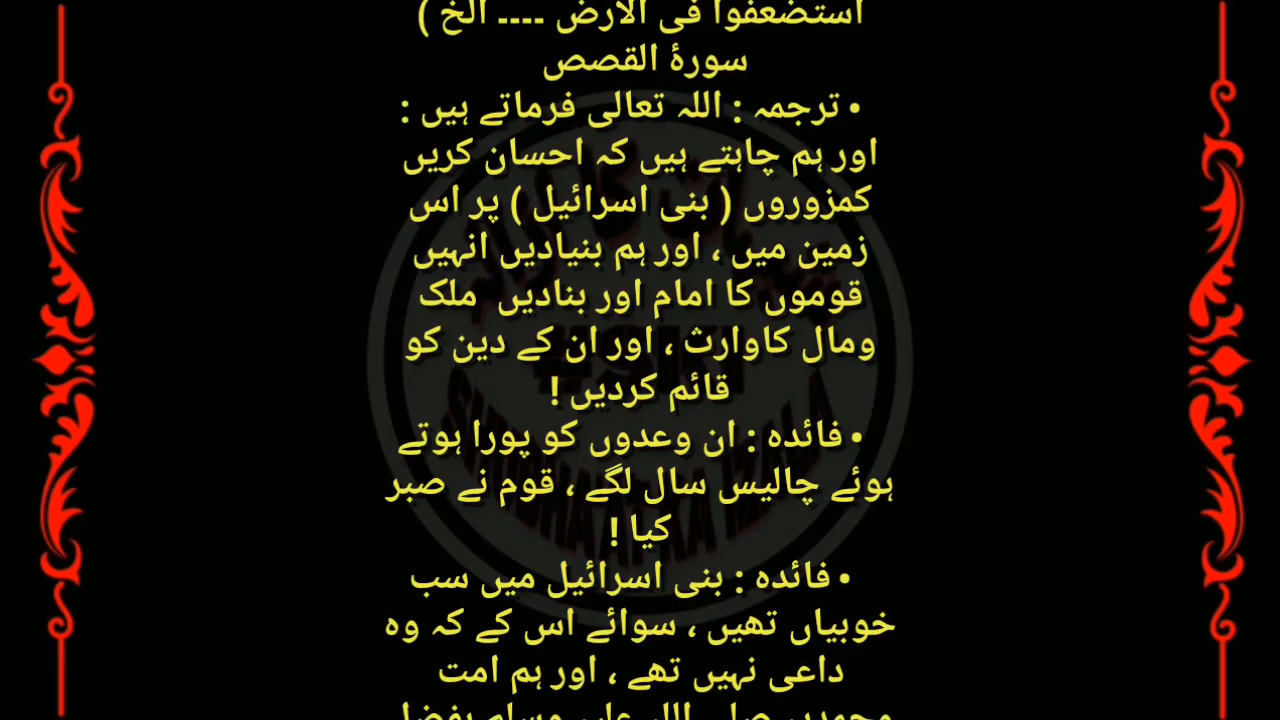 استضعفوا فی الارض ---- الخ )
سورۂ القصص
• ترجمہ : اللہ تعالی فرماتے ہیں :
اور ہم چاہتے ہیں کہ احسان کریں
کمزوروں ( بنی اسرائیل ) پر اس
زمین میں ، اور ہم بنیادیں انہیں
قوموں کا امام اور بنادیں ملک
ومال کاوارث ، اور ان کے دین کو
قائم کردیں !
• فائدہ : ان وعدوں کو پورا ہوتے
ہوئے چالیس سال لگے ، قوم نے صبر
کیا !
• فائدہ : بنی اسرائیل میں سب
خوبیاں تھیں ، سوائے اس کے کہ وہ
داعی نہیں تھے ، اور ہم امت